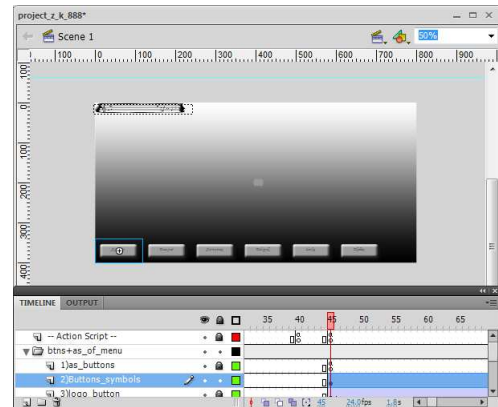 project_z_k_888*
Scene 1
50%
100 0 100 200 300 400 500 600 700 800 900
100
0
100
200
300
400
TIMELINE OUTPUT
35 40 45 50 55 60 65
-- Action Script --
btns+as_of_menu
1)as_buttons
2)Buttons_symbols
3)logo_button
45 24.0fps 1.8s